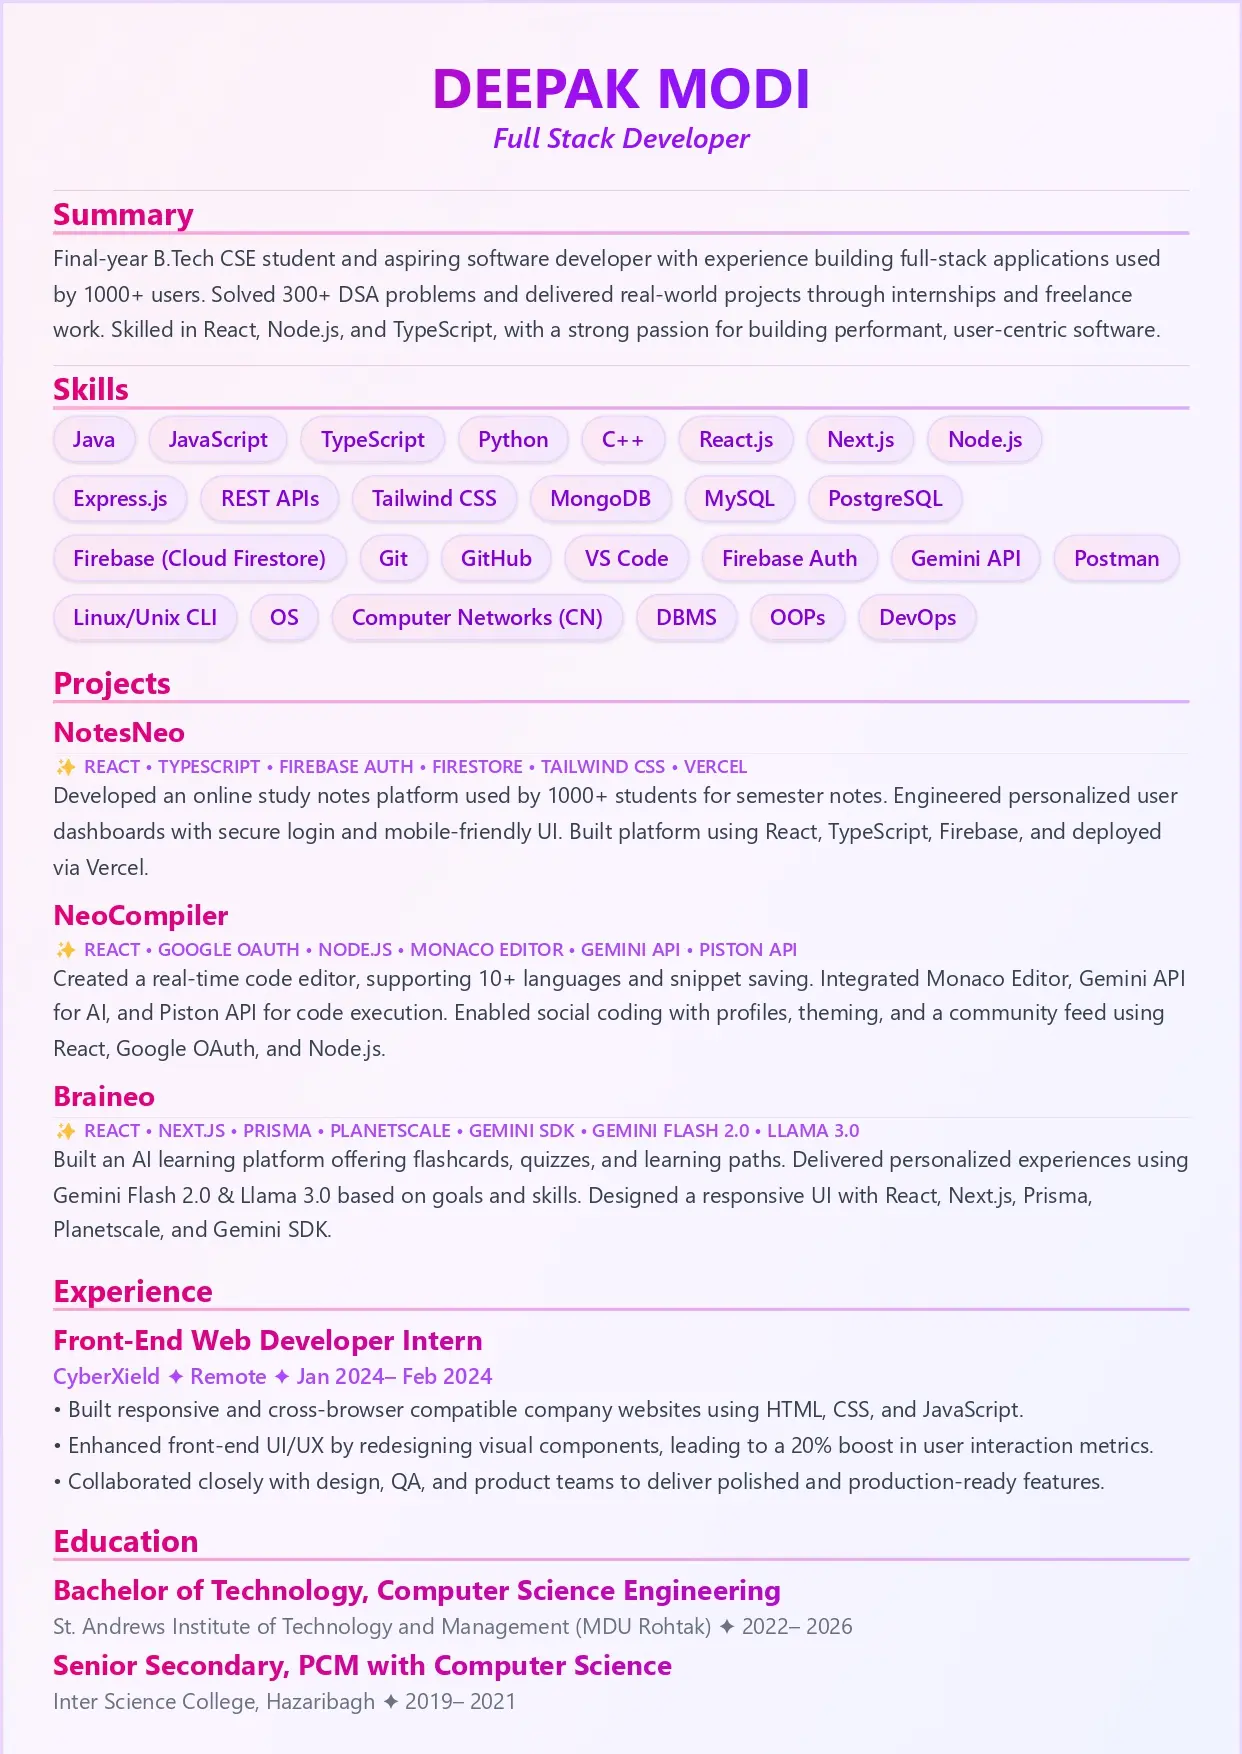 DEEPAK MODI
Full Stack Developer
Summary
Final-year B.Tech CSE student and aspiring software developer with experience building full-stack applications used
by 1000+ users. Solved 300+ DSA problems and delivered real-world projects through internships and freelance
work. Skilled in React, Node.js, and TypeScript, with a strong passion for building performant, user-centric software.
Skills
Java JavaScript TypeScript Python C++ React.js Next.js Node.js
Express.js REST APIs Tailwind CSS MongoDB MySQL PostgreSQL
Firebase (Cloud Firestore) Git GitHub VS Code Firebase Auth Gemini API Postman
Linux/Unix CLI OS Computer Networks (CN) DBMS OOPs DevOps
Projects
NotesNeo
✨ REACT • TYPESCRIPT • FIREBASE AUTH • FIRESTORE • TAILWIND CSS • VERCEL
Developed an online study notes platform used by 1000+ students for semester notes. Engineered personalized user
dashboards with secure login and mobile-friendly UI. Built platform using React, TypeScript, Firebase, and deployed
via Vercel.
NeoCompiler
✨ REACT • GOOGLE OAUTH • NODE.JS • MONACO EDITOR • GEMINI API • PISTON API
Created a real-time code editor, supporting 10+ languages and snippet saving. Integrated Monaco Editor, Gemini API
for AI, and Piston API for code execution. Enabled social coding with profiles, theming, and a community feed using
React, Google OAuth, and Node.js.
Braineo
✨ REACT • NEXT.JS • PRISMA • PLANETSCALE • GEMINI SDK • GEMINI FLASH 2.0 • LLAMA 3.0
Built an AI learning platform offering flashcards, quizzes, and learning paths. Delivered personalized experiences using
Gemini Flash 2.0 & Llama 3.0 based on goals and skills. Designed a responsive UI with React, Next.js, Prisma,
Planetscale, and Gemini SDK.
Experience
Front-End Web Developer Intern
CyberXield ✦ Remote ✦ Jan 2024– Feb 2024
• Built responsive and cross-browser compatible company websites using HTML, CSS, and JavaScript.
• Enhanced front-end UI/UX by redesigning visual components, leading to a 20% boost in user interaction metrics.
• Collaborated closely with design, QA, and product teams to deliver polished and production-ready features.
Education
Bachelor of Technology, Computer Science Engineering
St. Andrews Institute of Technology and Management (MDU Rohtak) ✦ 2022– 2026
Senior Secondary, PCM with Computer Science
Inter Science College, Hazaribagh ✦ 2019– 2021